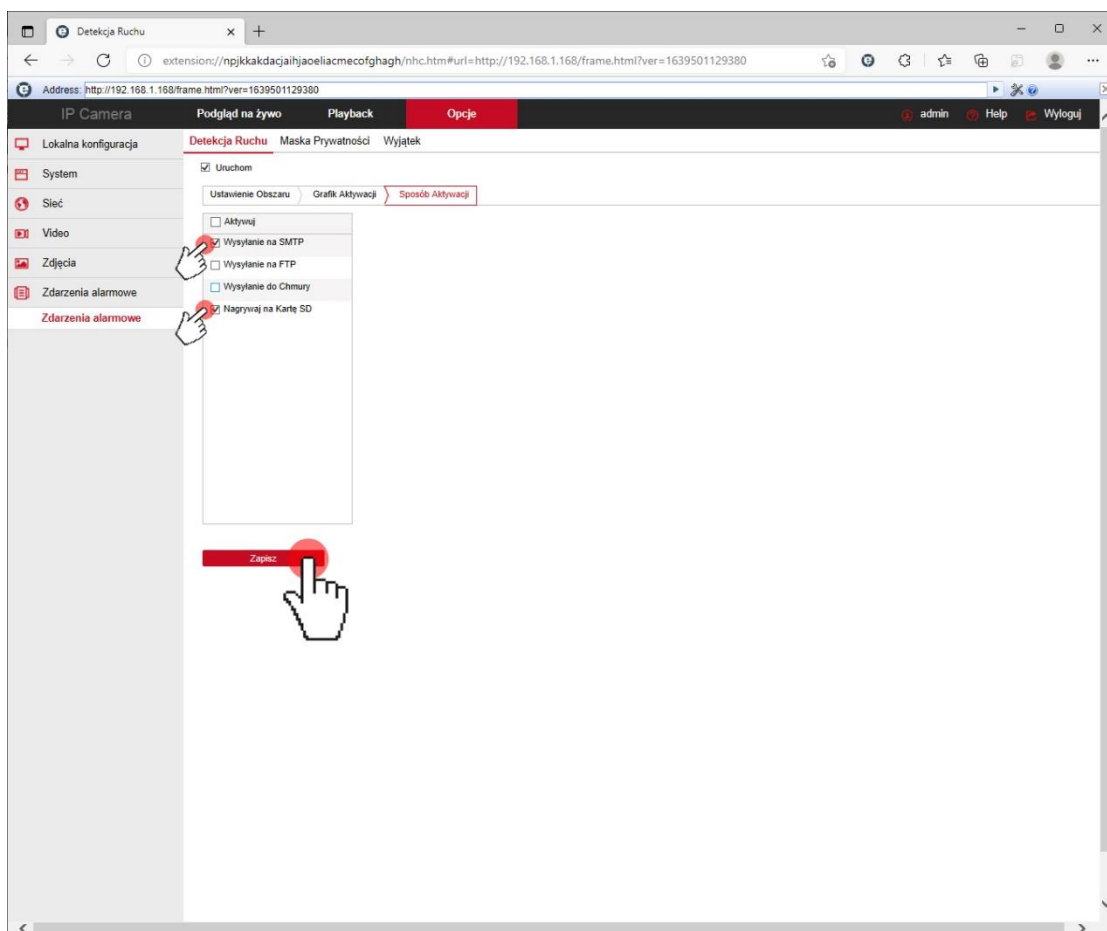 Detekcja Ruchu
extension://npjkkakdacjaihjaoeliacmecofghagh/nhc.htm#url=http://192.168.1.168/frame.html?ver=1639501129380
Address: http://192.168.1.168/frame.html?ver=1639501129380
IP Camera Podgląd na żywo Playback Opcje admin Help Wyloguj
Lokalna konfiguracja
System
Sieć
Video
Zdjęcia
Zdarzenia alarmowe
Zdarzenia alarmowe
Detekcja Ruchu Maska Prywatności Wyjątek
Uruchom
Ustawienie Obszaru Grafik Aktywacji Sposób Aktywacji
Aktywuj
Wysyłanie na SMTP
Wysyłanie na FTP
Wysyłanie do Chmury
Nagrywaj na Kartę SD
Zapisz